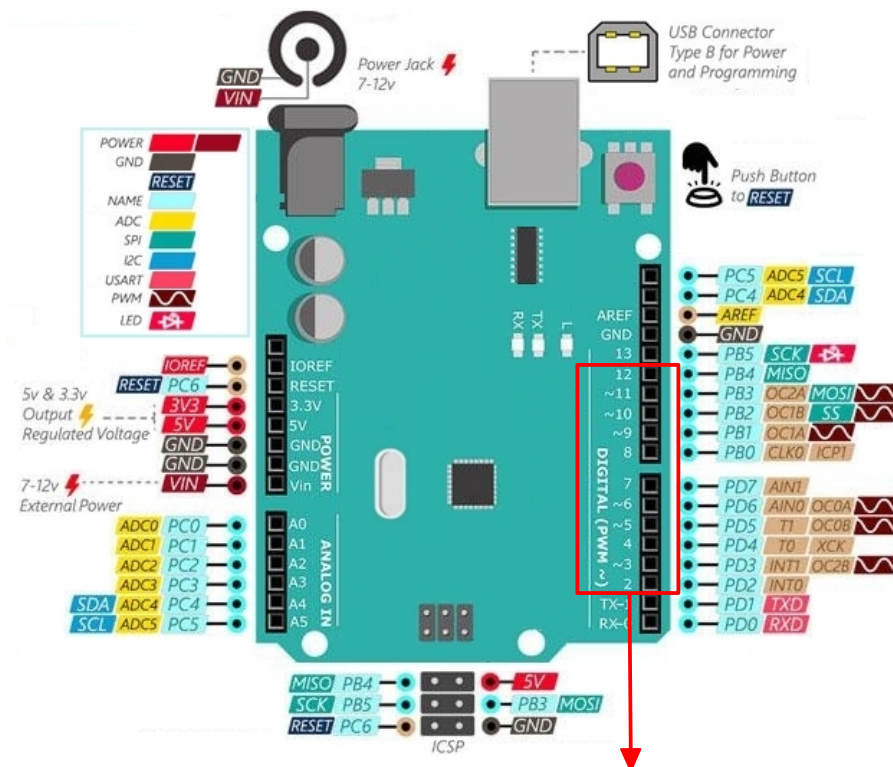 USB Connector
Type B for Power
and Programming
Power Jack
7-12v
GND
VIN
POWER
GND
RESET
NAME
ADC
SPI
I2C
USART
PWM
LED
Push Button
to RESET
IOREF
RESET PC6
3V3
5V
GND
GND
VIN
5v & 3.3v
Output
Regulated Voltage
7-12v
External Power
ADC0 PC0
ADC1 PC1
ADC2 PC2
ADC3 PC3
SDA ADC4 PC4
SCL ADC5 PC5
IOREF
RESET
3.3V
5V
GND
GND
Vin
POWER
A0
A1
A2
A3
A4
A5
ANALOG IN
RX
TX
L
AREF
GND
13
12
~11
~10
~9
8
7
~6
~5
4
~3
2
TX→1
RX→0
DIGITAL (PWM ~)
PC5 ADC5 SCL
PC4 ADC4 SDA
AREF
GND
PB5 SCK
PB4 MISO
PB3 OC2A MOSI
PB2 OC1B SS
PB1 OC1A
PB0 CLK0 ICP1
PD7 AIN1
PD6 AIN0 OC0A
PD5 T1 OC0B
PD4 T0 XCK
PD3 INT1 OC2B
PD2 INT0
PD1 TXD
PD0 RXD
MISO PB4 5V
SCK PB5 PB3 MOSI
RESET PC6 GND
ICSP